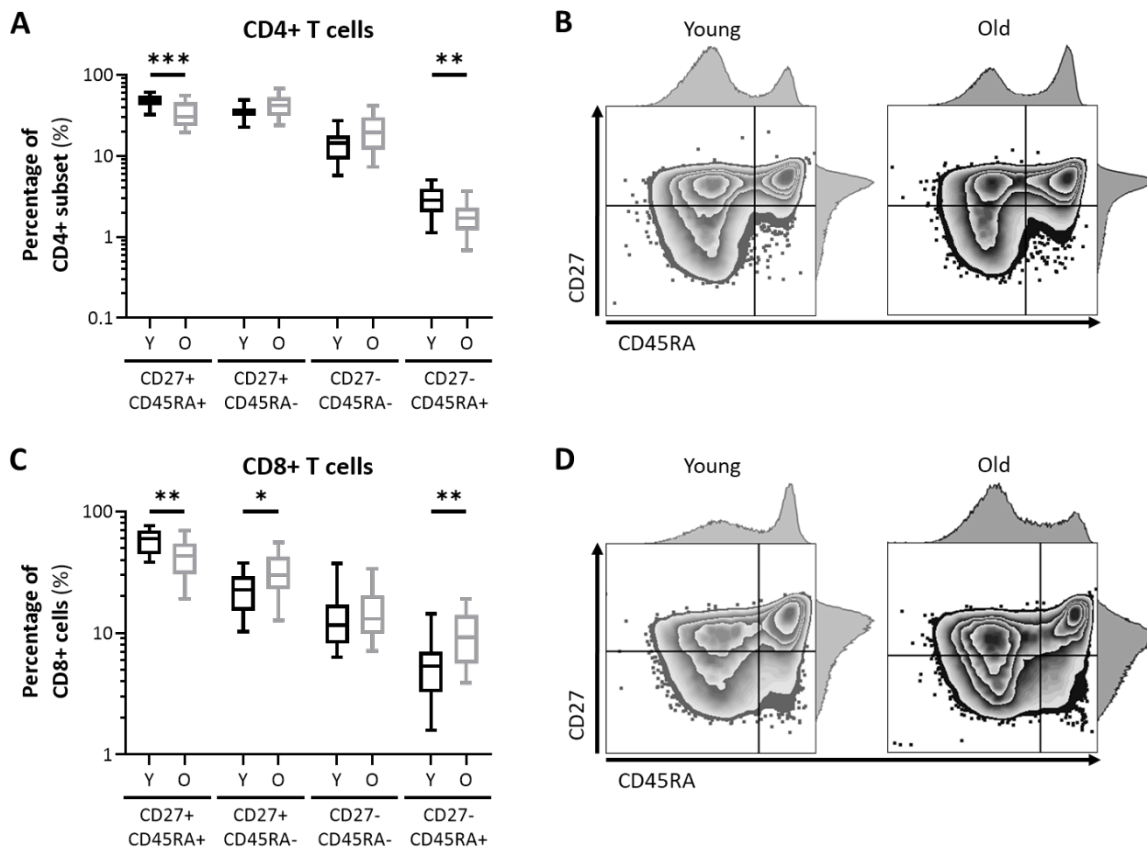 A
CD4+ T cells
Percentage of
CD4+ subset (%)
100
10
1
0.1
***
**
Y O Y O Y O Y O
CD27+ CD27+ CD27- CD27-
CD45RA+ CD45RA- CD45RA- CD45RA+
B
Young Old
CD27
CD45RA
C
CD8+ T cells
Percentage of
CD8+ cells (%)
100
10
1
**
*
**
Y O Y O Y O Y O
CD27+ CD27+ CD27- CD27-
CD45RA+ CD45RA- CD45RA- CD45RA+
D
Young Old
CD27
CD45RA